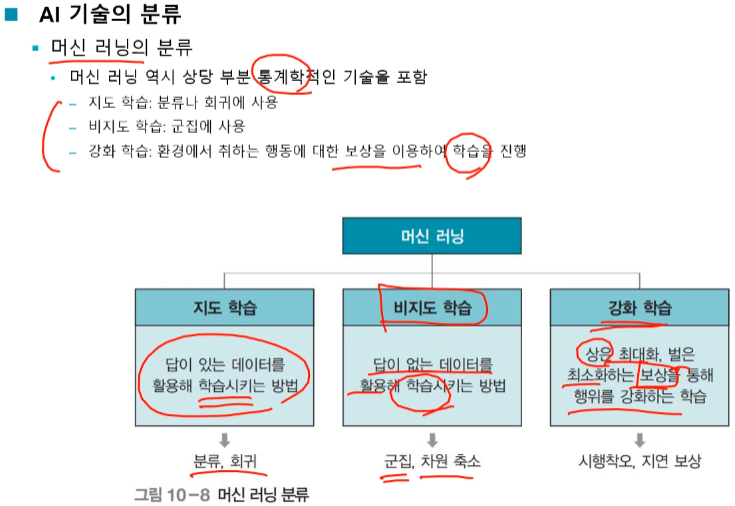 AI 기술의 분류
머신 러닝의 분류
머신 러닝 역시 상당 부분 통계학적인 기술을 포함
– 지도 학습: 분류나 회귀에 사용
– 비지도 학습: 군집에 사용
– 강화 학습: 환경에서 취하는 행동에 대한 보상을 이용하여 학습을 진행
머신 러닝
지도 학습
답이 있는 데이터를
활용해 학습시키는 방법
분류, 회귀
비지도 학습
답이 없는 데이터를
활용해 학습시키는 방법
군집, 차원 축소
강화 학습
상은 최대화, 벌은
최소화하는 보상을 통해
행위를 강화하는 학습
시행착오, 지연 보상
그림 10-8 머신 러닝 분류